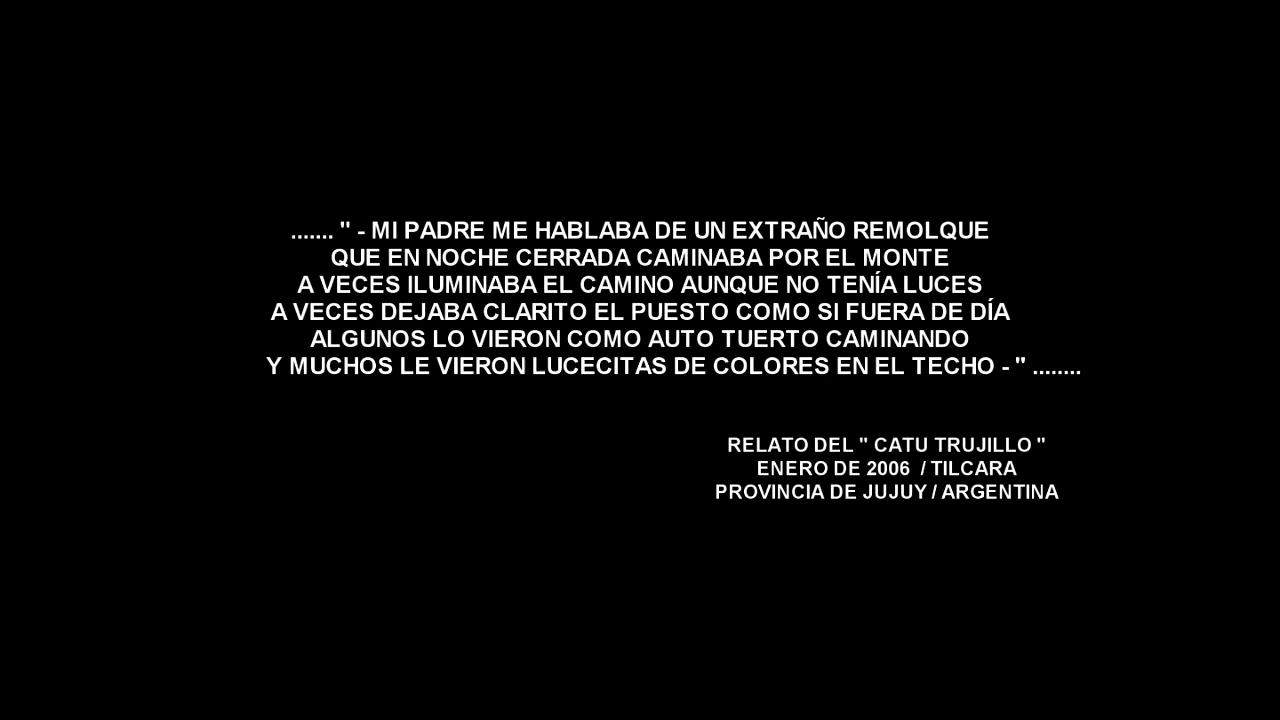 ....... " - MI PADRE ME HABLABA DE UN EXTRAÑO REMOLQUE
QUE EN NOCHE CERRADA CAMINABA POR EL MONTE
A VECES ILUMINABA EL CAMINO AUNQUE NO TENÍA LUCES
A VECES DEJABA CLARITO EL PUESTO COMO SI FUERA DE DÍA
ALGUNOS LO VIERON COMO AUTO TUERTO CAMINANDO
Y MUCHOS LE VIERON LUCECITAS DE COLORES EN EL TECHO - " ........
RELATO DEL " CATU TRUJILLO "
ENERO DE 2006 / TILCARA
PROVINCIA DE JUJUY / ARGENTINA